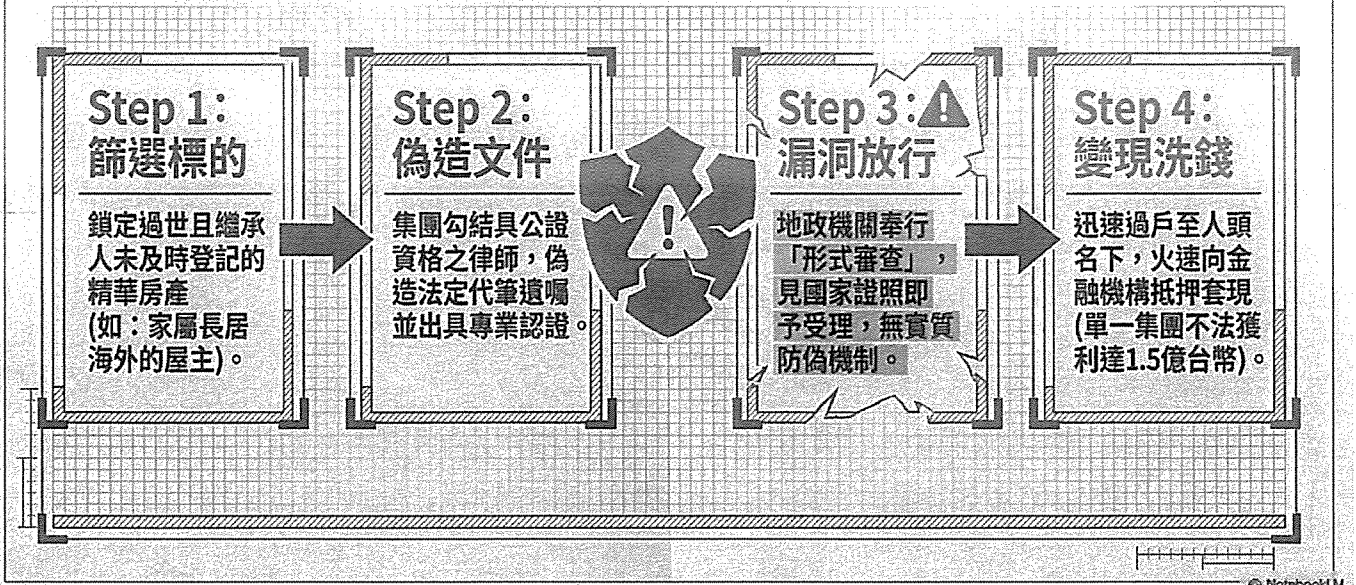 Step 1:
篩選標的
鎖定過世且繼承
人未及時登記的
精華房產
(如：家屬長居
海外的屋主)。
Step 2:
偽造文件
集團勾結具公證
資格之律師，偽
造法定代筆遺囑
並出具專業認證。
Step 3:
漏洞放行
地政機關奉行
「形式審查」，
見國家證照即
予受理，無實質
防偽機制。
Step 4:
變現洗錢
迅速過戶至人頭
名下，火速向金
融機構抵押套現
(單一集團不法獲
利達1.5億台幣)。